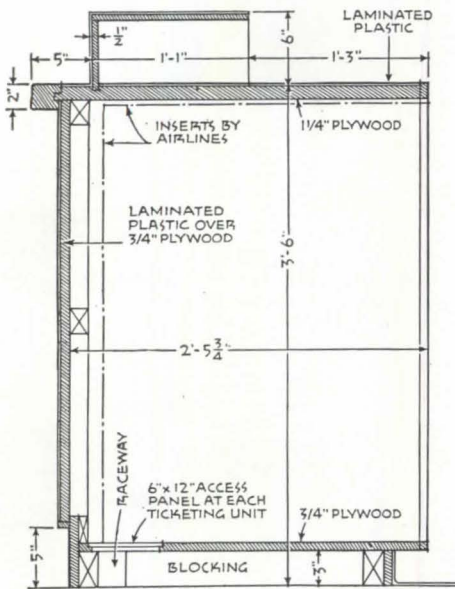 LAMINATED
PLASTIC
5"
1/2"
1'-1"
6"
1'-3"
2"
INSERTS BY
AIRLINES
1 1/4" PLYWOOD
LAMINATED
PLASTIC OVER
3/4" PLYWOOD
3'-6"
2'-5 3/4"
RACEWAY
6"x 12" ACCESS
PANEL AT EACH
TICKETING UNIT
3/4" PLYWOOD
5"
BLOCKING
3"